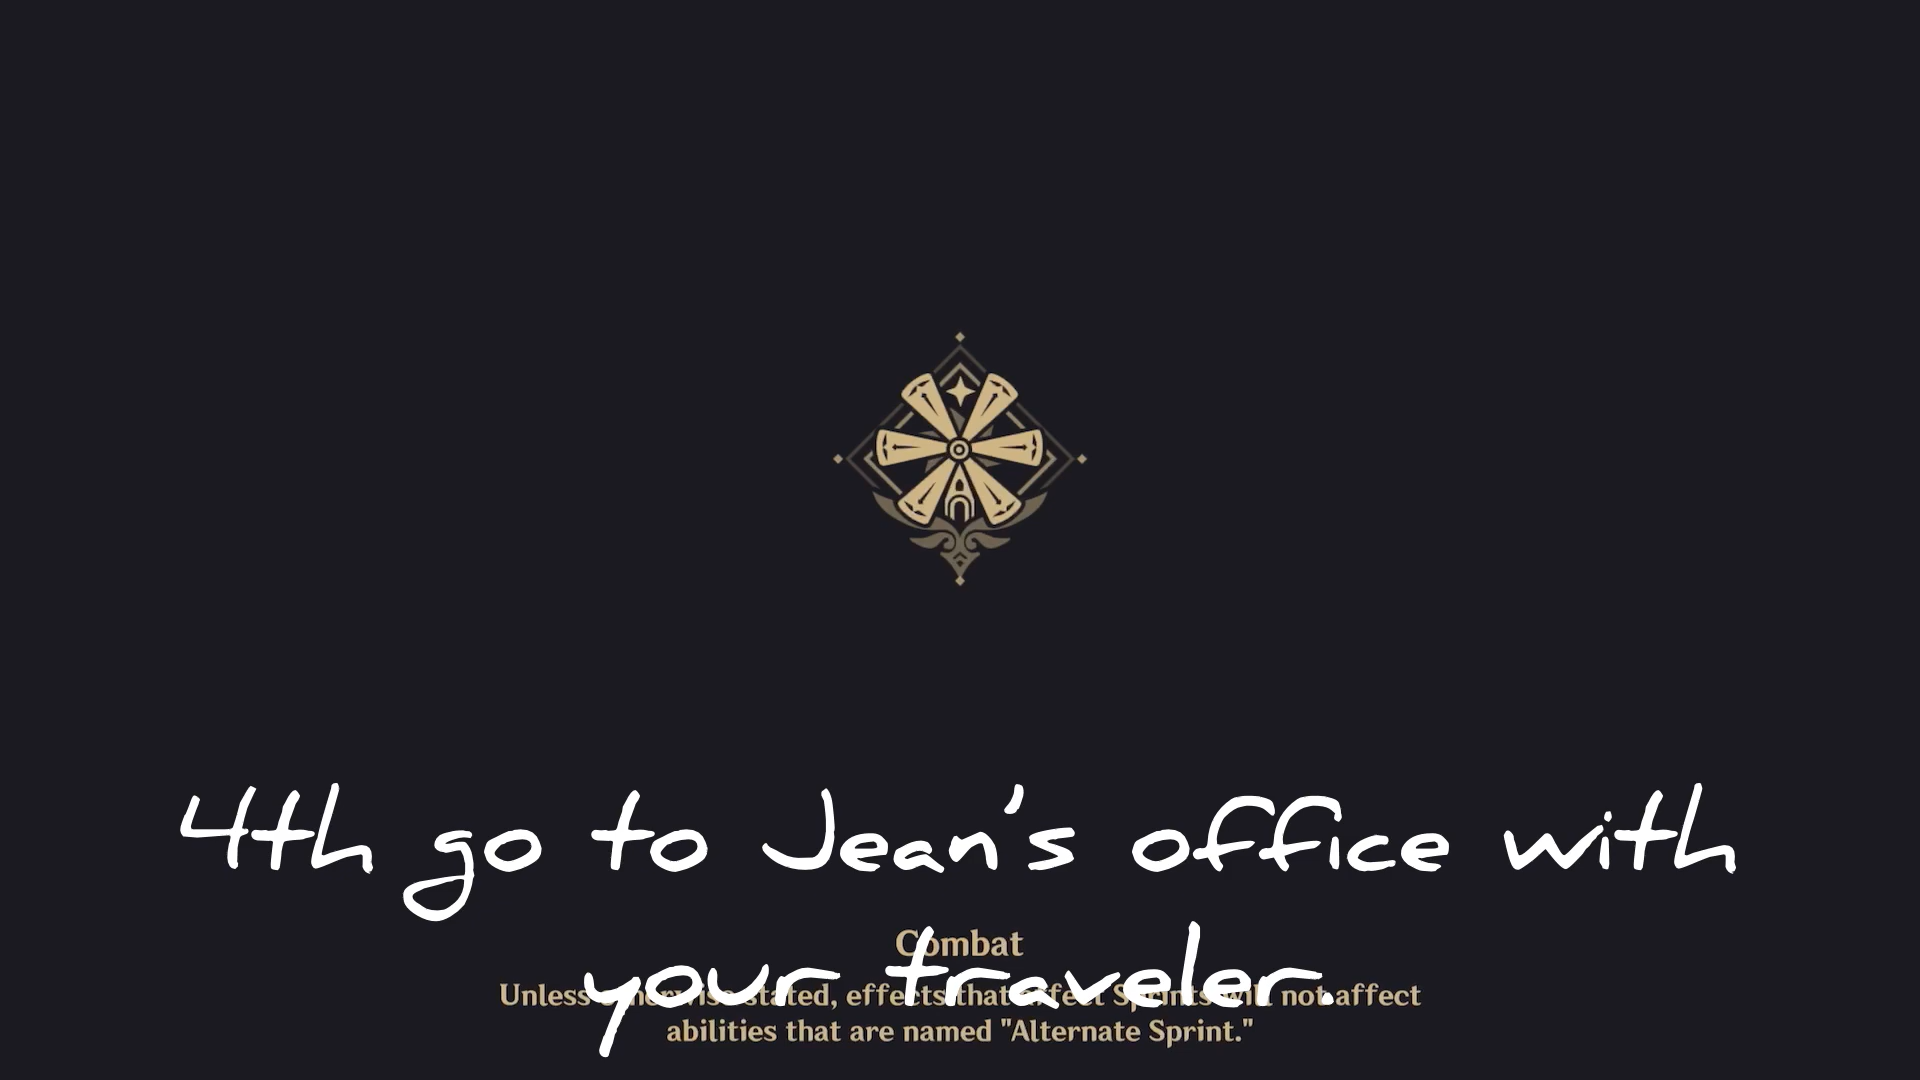 4th go to Jean's office with
Combat
your traveler.
Unless otherwise stated, effects that affect Sprints will not affect
abilities that are named "Alternate Sprint."